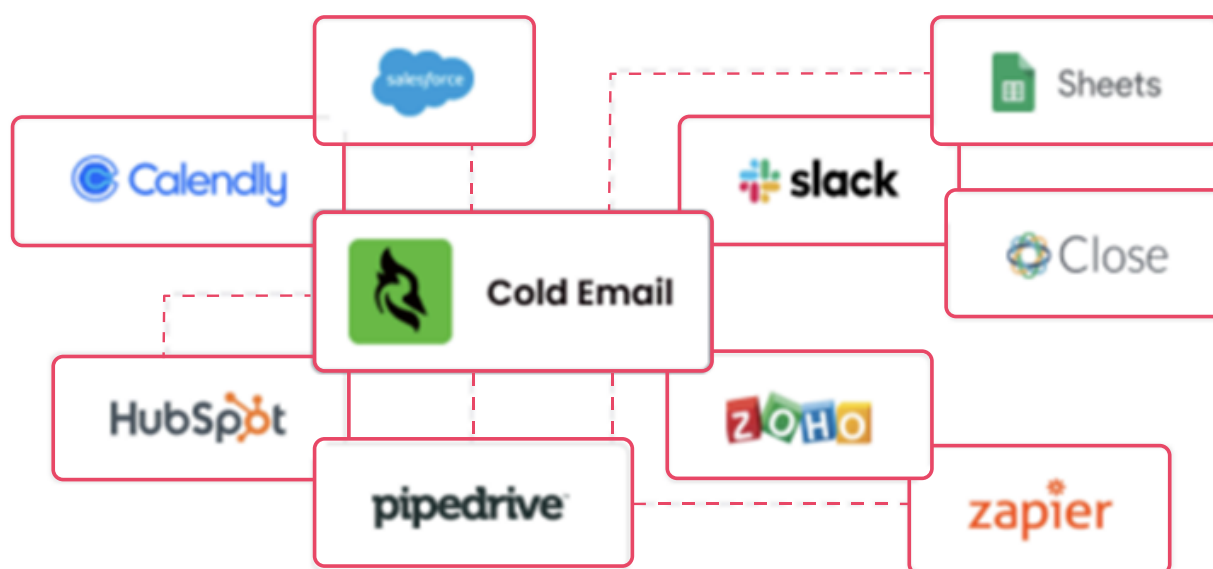 salesforce
Sheets
Calendly
slack
Close
Cold Email
HubSpot
ZOHO
pipedrive
zapier